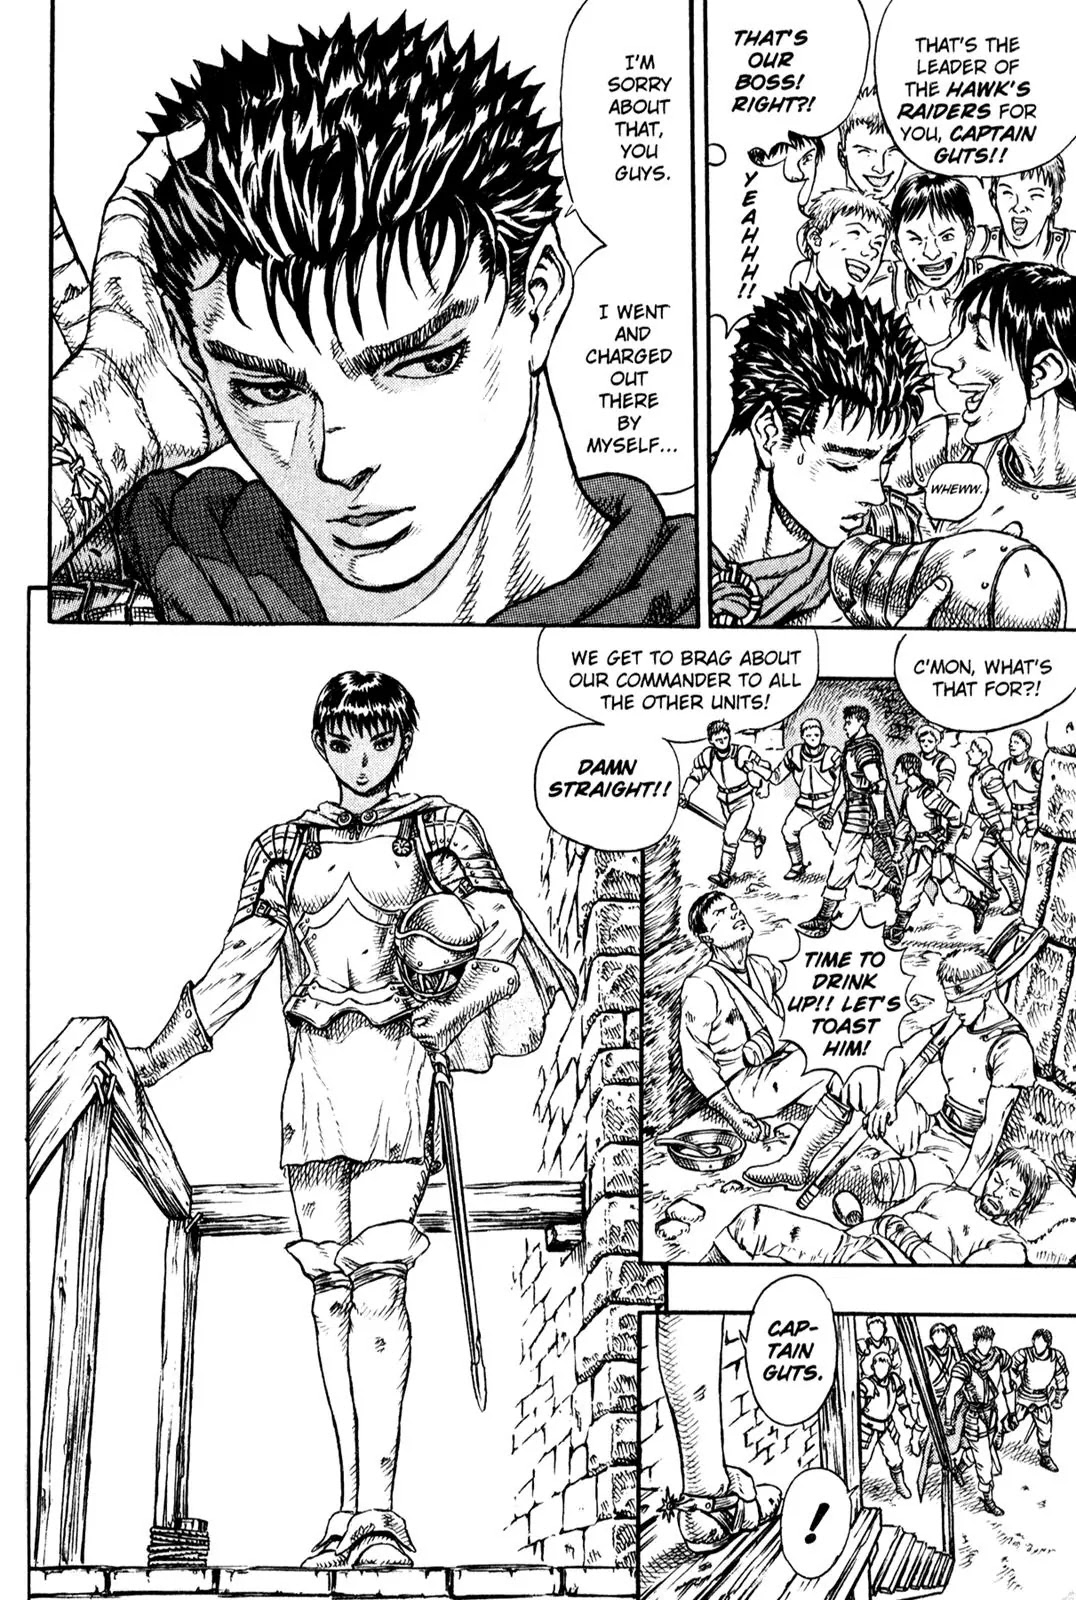 THAT'S THE
LEADER OF
THE HAWK'S
RAIDERS FOR
YOU, CAPTAIN
GUTS!!
THAT'S
OUR
BOSS!
RIGHT?!
YEAHHH!!
WHEWW.
I'M
SORRY
ABOUT
THAT,
YOU
GUYS.
I WENT
AND
CHARGED
OUT
THERE
BY
MYSELF...
C'MON, WHAT'S
THAT FOR?!
WE GET TO BRAG ABOUT
OUR COMMANDER TO ALL
THE OTHER UNITS!
DAMN
STRAIGHT!!
TIME TO
DRINK
UP!! LET'S
TOAST
HIM!
CAP-
TAIN
GUTS.
!